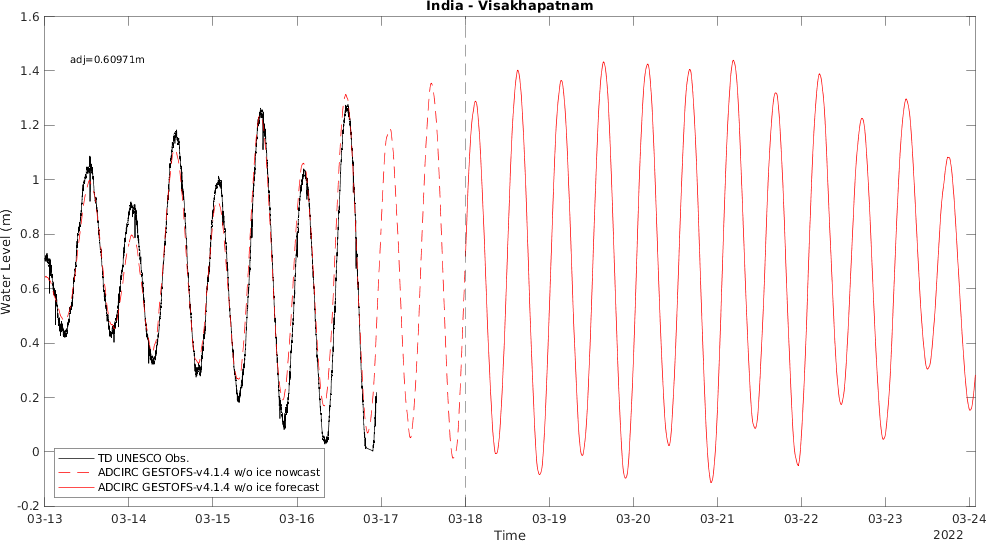 India - Visakhapatnam
adj=0.60971m
1.6
1.4
1.2
1
0.8
0.6
0.4
0.2
0
-0.2
Water Level (m)
TD UNESCO Obs.
ADCIRC GESTOFS-v4.1.4 w/o ice nowcast
ADCIRC GESTOFS-v4.1.4 w/o ice forecast
03-13 03-14 03-15 03-16 03-17 03-18 03-19 03-20 03-21 03-22 03-23 03-24
Time
2022